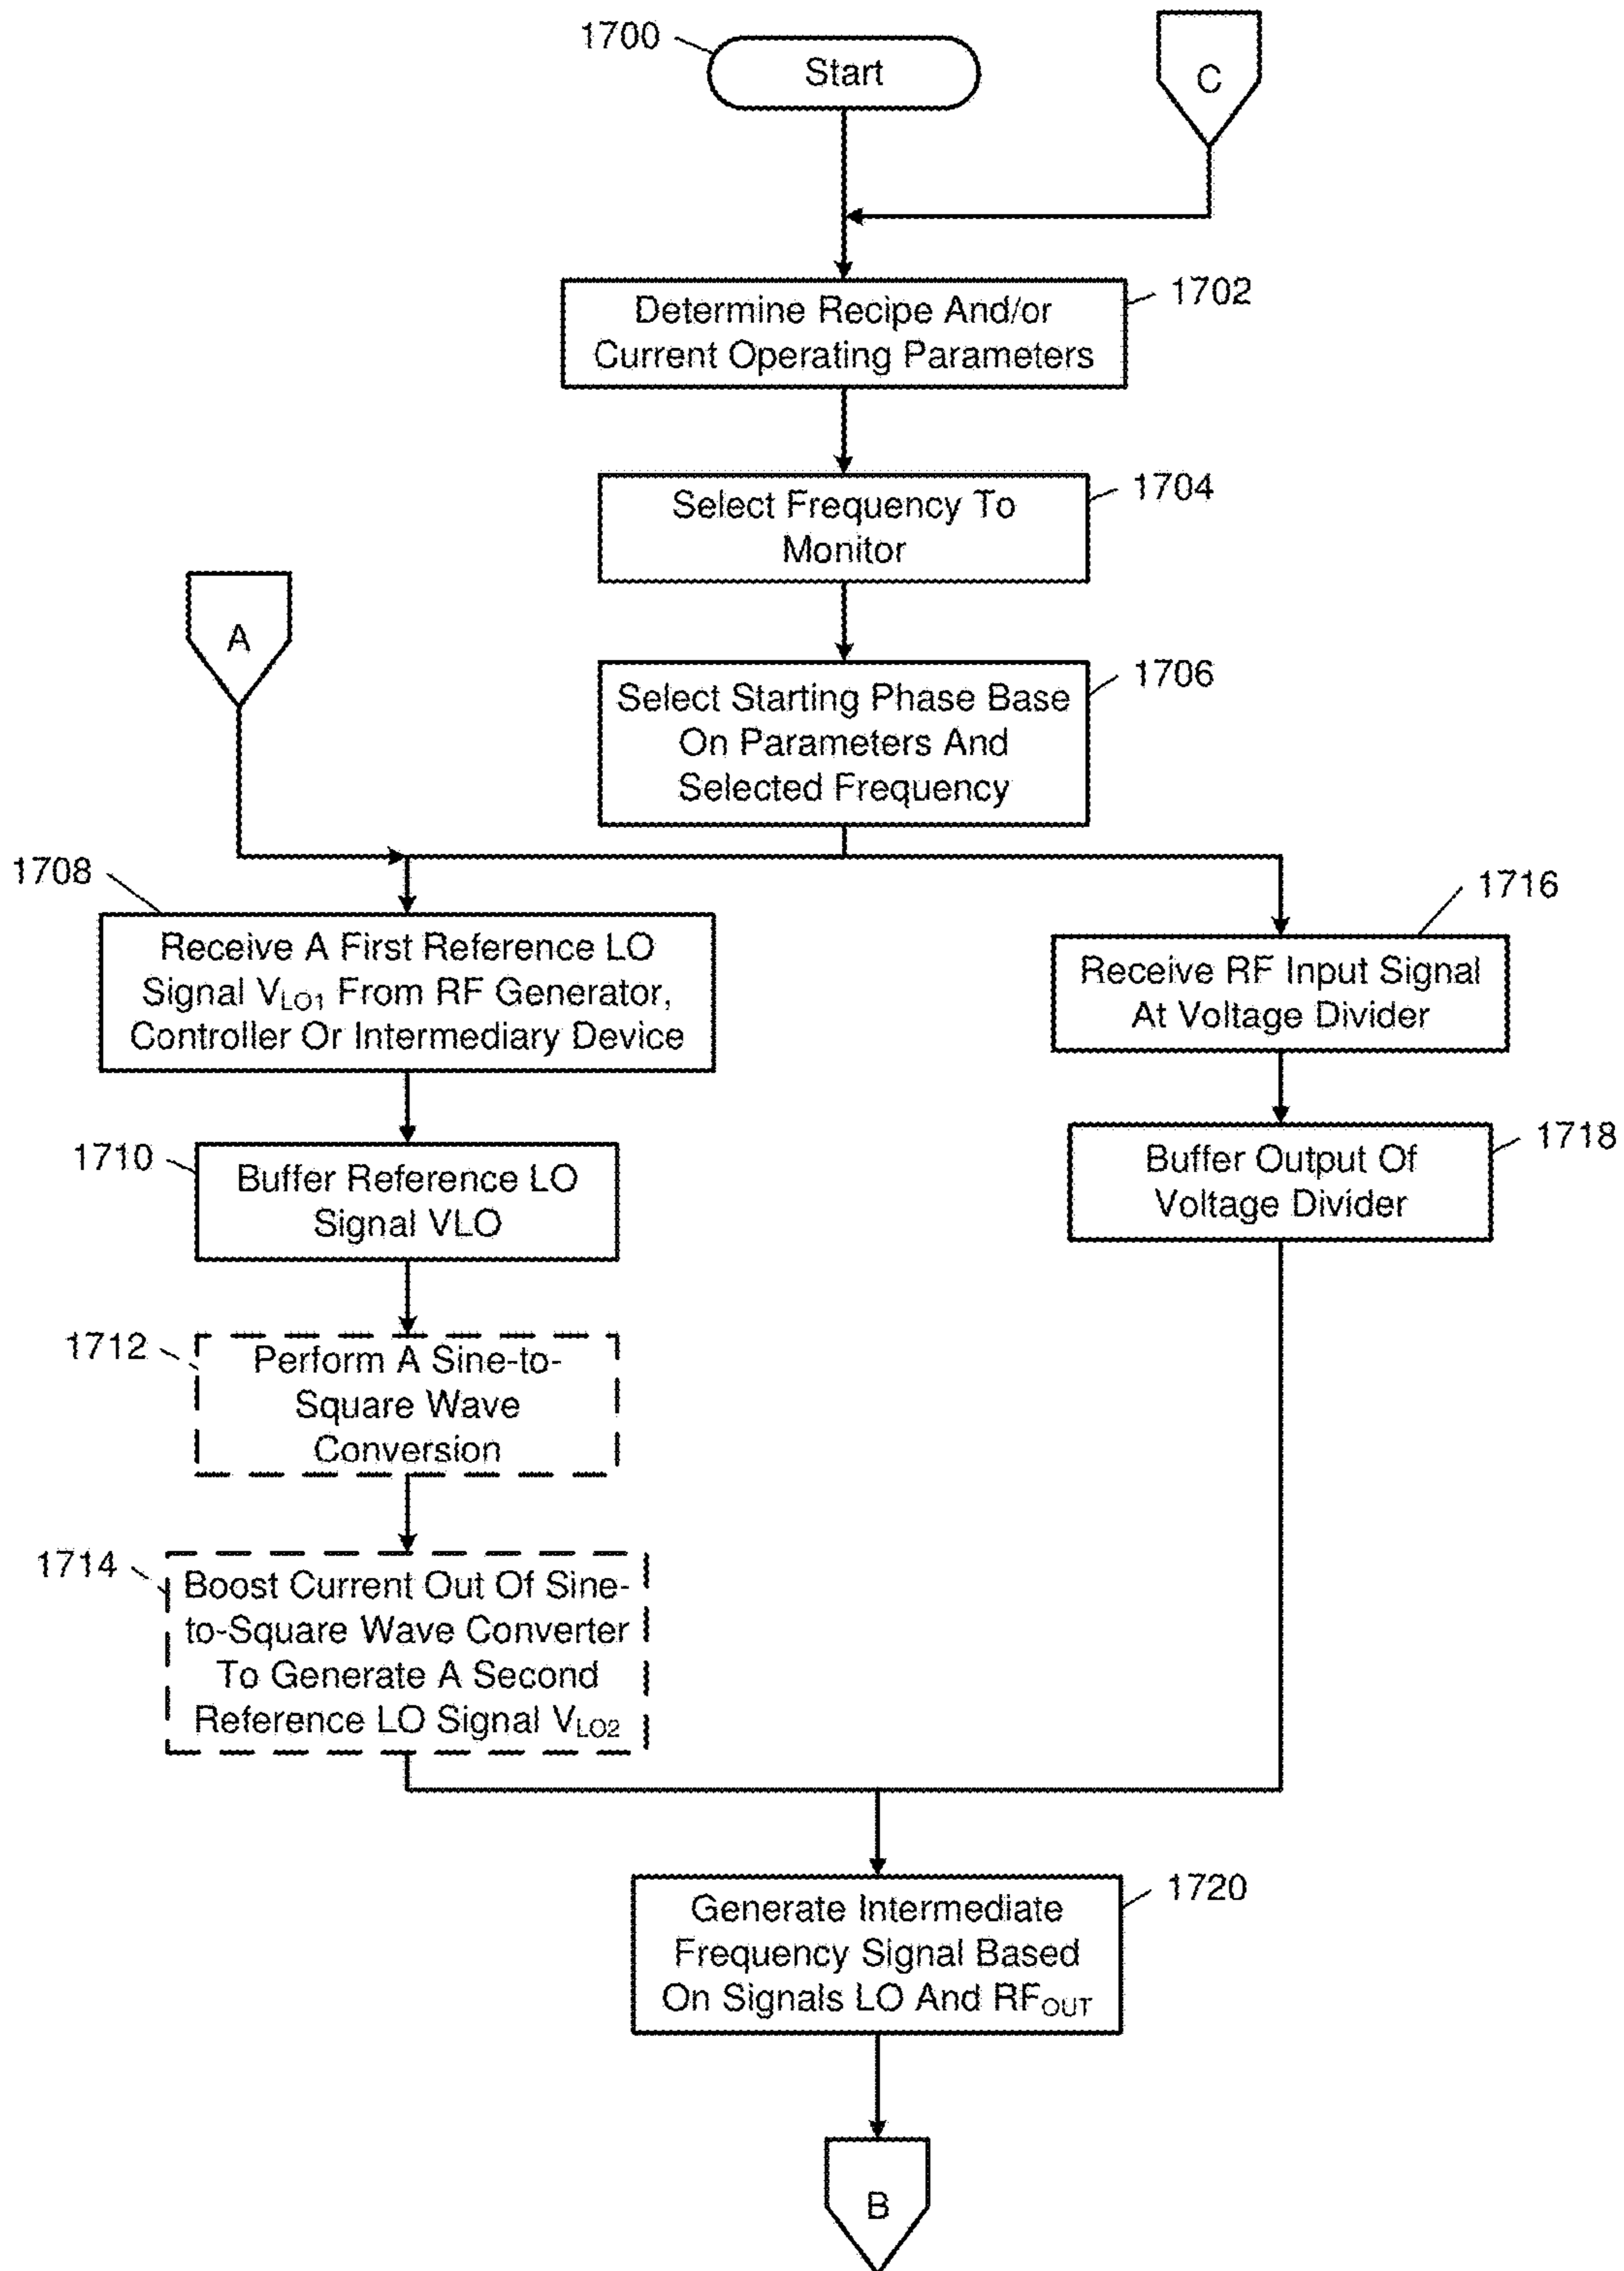 1700
Start
C
Determine Recipe And/or
Current Operating Parameters
1702
Select Frequency To
Monitor
1704
A
Select Starting Phase Base
On Parameters And
Selected Frequency
1706
1708
Receive A First Reference LO
Signal VLO1 From RF Generator,
Controller Or Intermediary Device
1716
Receive RF Input Signal
At Voltage Divider
1710
Buffer Reference LO
Signal VLO
1718
Buffer Output Of
Voltage Divider
1712
Perform A Sine-to-
Square Wave
Conversion
1714
Boost Current Out Of Sine-
to-Square Wave Converter
To Generate A Second
Reference LO Signal VLO2
1720
Generate Intermediate
Frequency Signal Based
On Signals LO And RFOUT
B